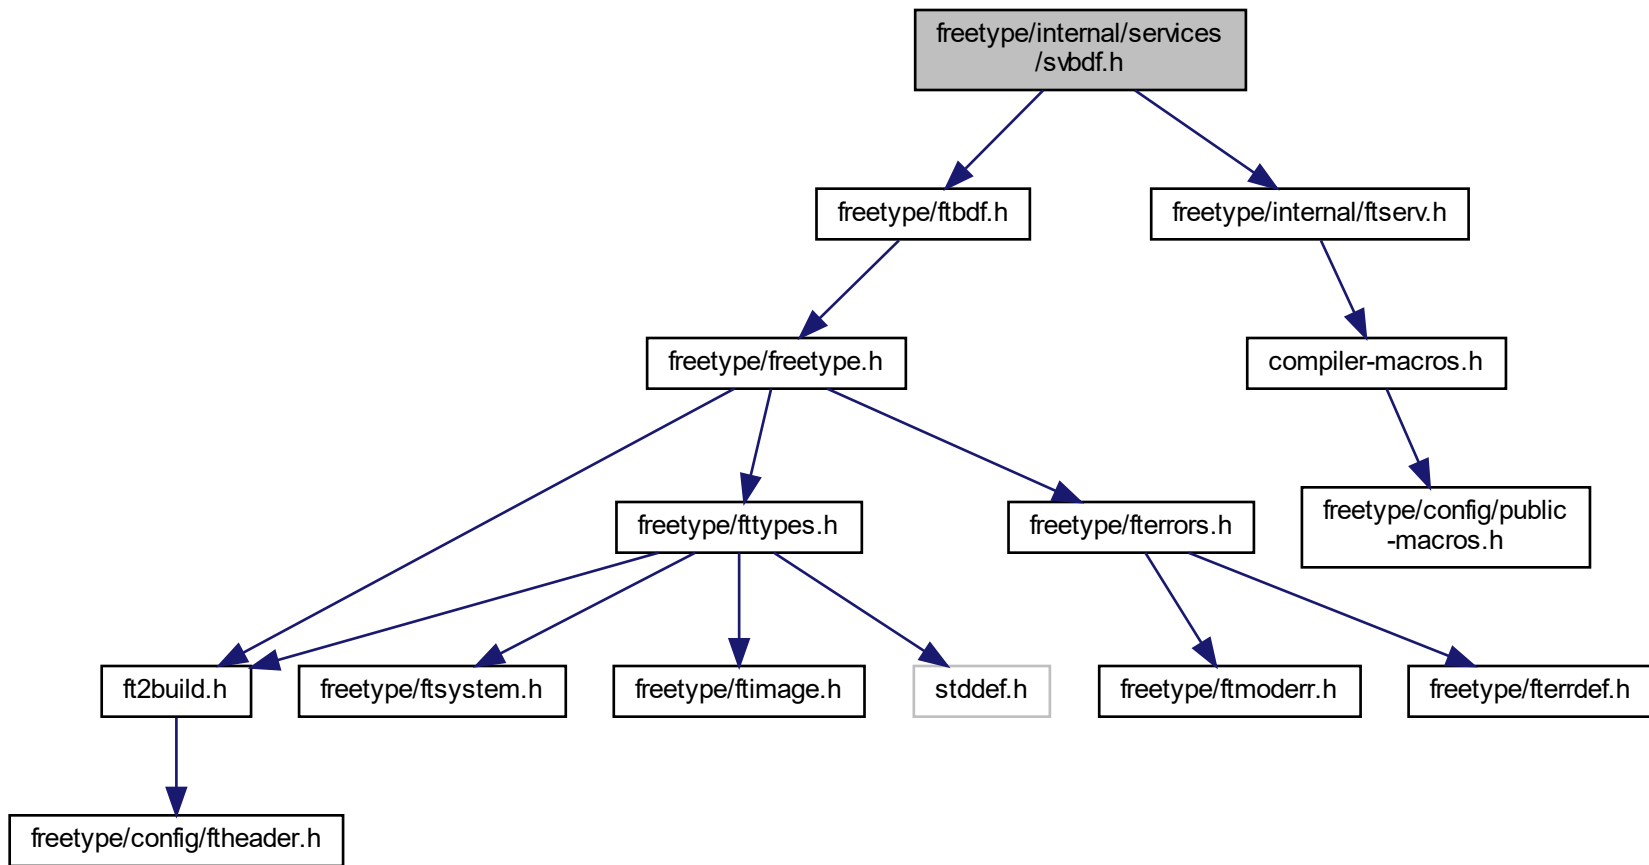 freetype/internal/services
/svbdf.h
freetype/ftbdf.h
freetype/internal/ftserv.h
freetype/freetype.h
compiler-macros.h
freetype/fttypes.h
freetype/fterrors.h
freetype/config/public
-macros.h
ft2build.h
freetype/ftsystem.h
freetype/ftimage.h
stddef.h
freetype/ftmoderr.h
freetype/fterrdef.h
freetype/config/ftheader.h